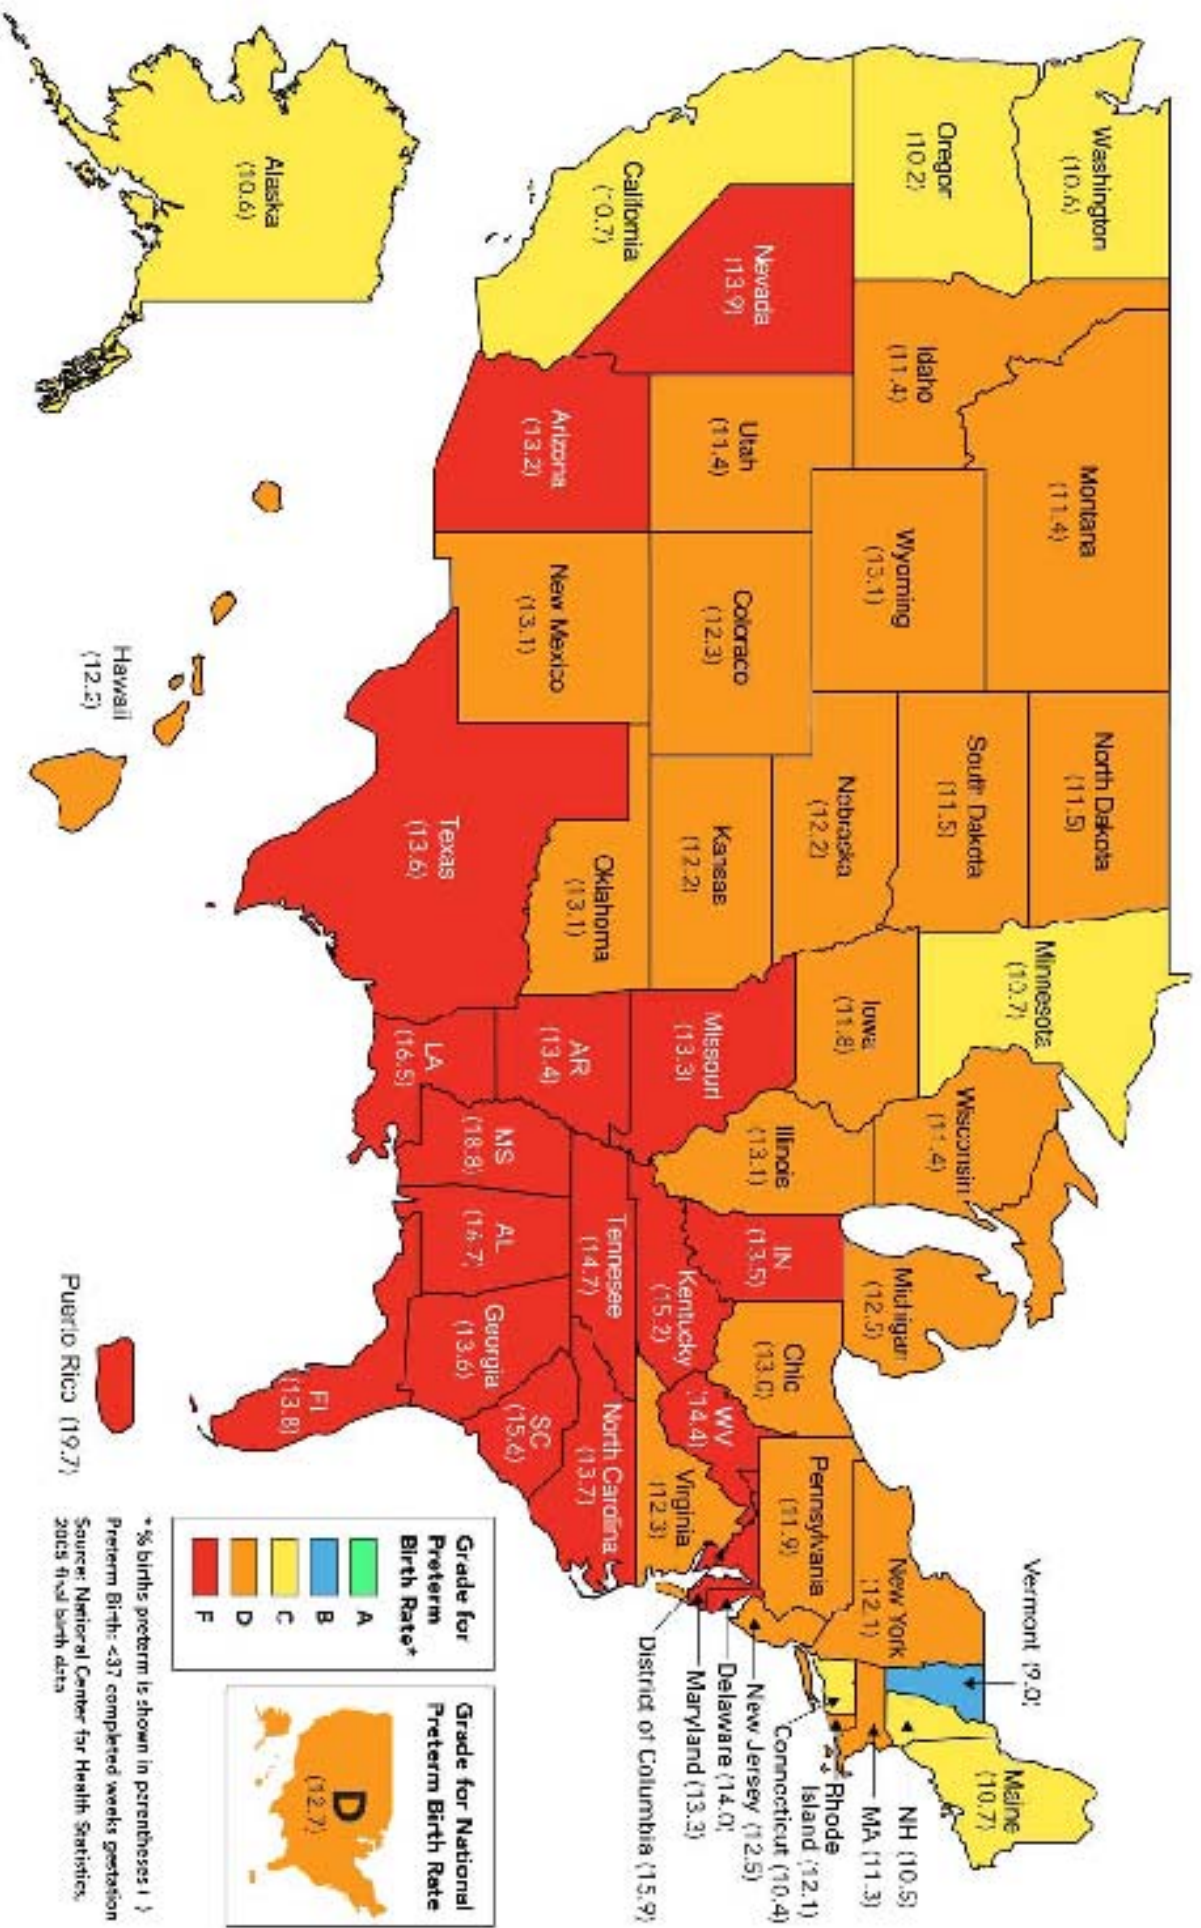 Washington
(10.6)
Oregon
(10.2)
California
(10.7)
Nevada
(13.9)
Idaho
(11.4)
Montana
(11.4)
Wyoming
(13.1)
Utah
(11.4)
Arizona
(13.2)
Colorado
(12.3)
New Mexico
(13.1)
North Dakota
(11.5)
South Dakota
(11.5)
Nebraska
(12.2)
Kansas
(12.2)
Oklahoma
(13.1)
Texas
(13.6)
Minnesota
(10.7)
Iowa
(11.8)
Missouri
(13.3)
AR
(13.4)
LA
(16.5)
Wisconsin
(11.4)
Illinois
(13.1)
Michigan
(12.5)
IN
(13.5)
Ohio
(13.0)
Kentucky
(15.2)
Tennesee
(14.7)
MS
(18.8)
AL
(16.7)
Georgia
(13.6)
FL
(13.8)
SC
(15.6)
North Carolina
(13.7)
Virginia
(12.3)
WV
(14.4)
Pennsylvania
(11.9)
New York
(12.1)
Vermont (9.0)
Maine
(10.7)
NH (10.5)
MA (11.3)
Rhode
Island (12.1)
Connecticut (10.4)
New Jersey (12.5)
Delaware (14.0)
Maryland (13.3)
District of Columbia (15.9)
Alaska
(10.6)
Hawaii
Puerto Rico (19.7)
Grade for
Preterm
Birth Rate*
A
B
C
D
F
Grade for National
Preterm Birth Rate
D
(12.7)
* % births preterm is shown in parentheses ( )
Preterm Birth: <37 completed weeks gestation
Source: National Center for Health Statistics,
2005 final birth data